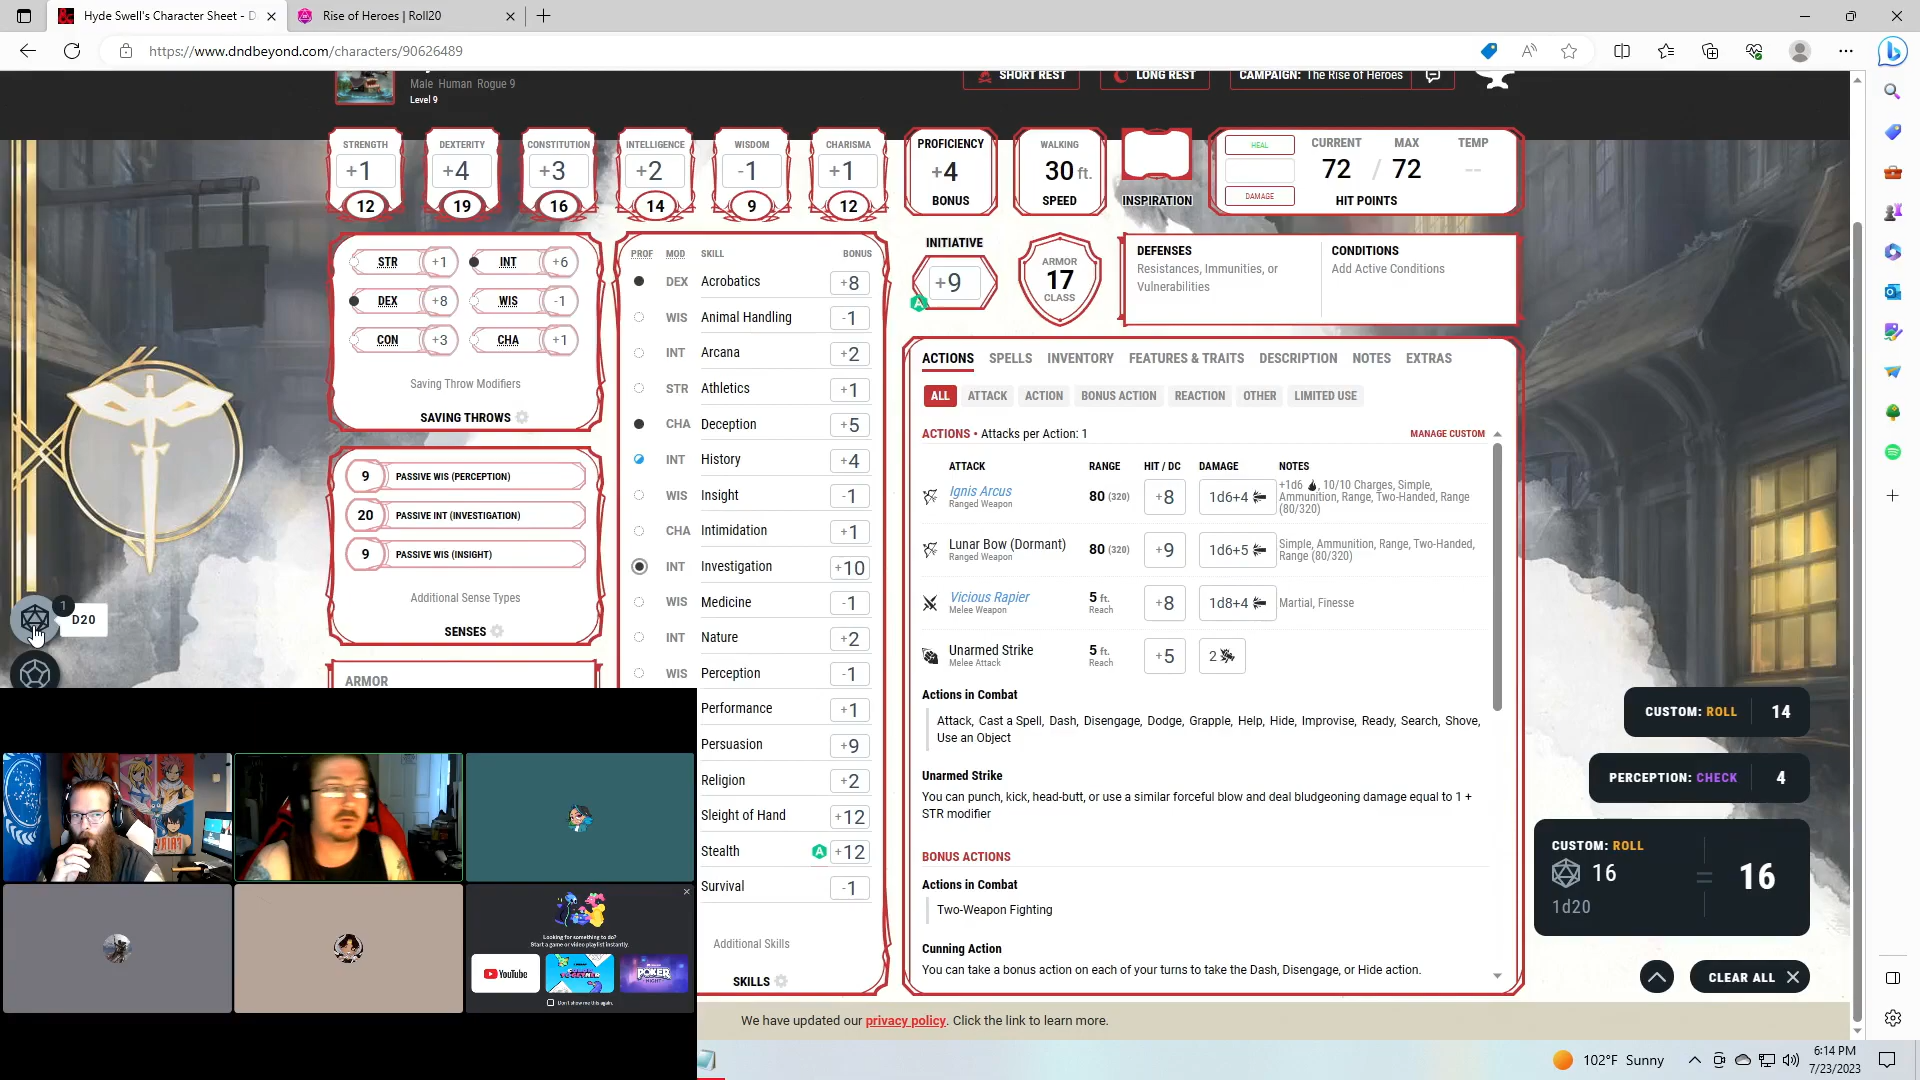 Hyde Swell's Character Sheet - D
Rise of Heroes | Roll20
https://www.dndbeyond.com/characters/90626489
Male Human Rogue 9
Level 9
SHORT REST
LONG REST
CAMPAIGN: The Rise of Heroes
STRENGTH
+1
12
DEXTERITY
+4
19
CONSTITUTION
+3
16
INTELLIGENCE
+2
14
WISDOM
-1
9
CHARISMA
+1
12
PROFICIENCY
+4
BONUS
WALKING
30 ft.
SPEED
INSPIRATION
HEAL
DAMAGE
CURRENT
72
/
MAX
72
TEMP
--
HIT POINTS
STR +1
INT +6
DEX +8
WIS -1
CON +3
CHA +1
Saving Throw Modifiers
SAVING THROWS
9 PASSIVE WIS (PERCEPTION)
20 PASSIVE INT (INVESTIGATION)
9 PASSIVE WIS (INSIGHT)
Additional Sense Types
SENSES
ARMOR
PROF MOD SKILL BONUS
DEX Acrobatics +8
WIS Animal Handling -1
INT Arcana +2
STR Athletics +1
CHA Deception +5
INT History +4
WIS Insight -1
CHA Intimidation +1
INT Investigation +10
WIS Medicine -1
INT Nature +2
WIS Perception -1
Performance +1
Persuasion +9
Religion +2
Sleight of Hand +12
Stealth A +12
Survival -1
Additional Skills
SKILLS
INITIATIVE
+9
A
ARMOR
17
CLASS
DEFENSES
Resistances, Immunities, or
Vulnerabilities
CONDITIONS
Add Active Conditions
ACTIONS SPELLS INVENTORY FEATURES & TRAITS DESCRIPTION NOTES EXTRAS
ALL ATTACK ACTION BONUS ACTION REACTION OTHER LIMITED USE
ACTIONS • Attacks per Action: 1
MANAGE CUSTOM
ATTACK RANGE HIT / DC DAMAGE NOTES
Ignis Arcus
Ranged Weapon
80 (320)
+8
1d6+4
+1d6 , 10/10 Charges, Simple,
Ammunition, Range, Two-Handed, Range
(80/320)
Lunar Bow (Dormant)
Ranged Weapon
80 (320)
+9
1d6+5
Simple, Ammunition, Range, Two-Handed,
Range (80/320)
Vicious Rapier
Melee Weapon
5 ft.
Reach
+8
1d8+4
Martial, Finesse
Unarmed Strike
Melee Attack
5 ft.
Reach
+5
2
Actions in Combat
Attack, Cast a Spell, Dash, Disengage, Dodge, Grapple, Help, Hide, Improvise, Ready, Search, Shove,
Use an Object
Unarmed Strike
You can punch, kick, head-butt, or use a similar forceful blow and deal bludgeoning damage equal to 1 +
STR modifier
BONUS ACTIONS
Actions in Combat
Two-Weapon Fighting
Cunning Action
You can take a bonus action on each of your turns to take the Dash, Disengage, or Hide action.
1
D20
CUSTOM: ROLL 14
PERCEPTION: CHECK 4
CUSTOM: ROLL
16 = 16
1d20
CLEAR ALL
Looking for something to do?
Start a game or video playlist instantly.
YouTube
POKER
NIGHT
Don't show me this again.
We have updated our privacy policy. Click the link to learn more.
102°F Sunny
6:14 PM
7/23/2023